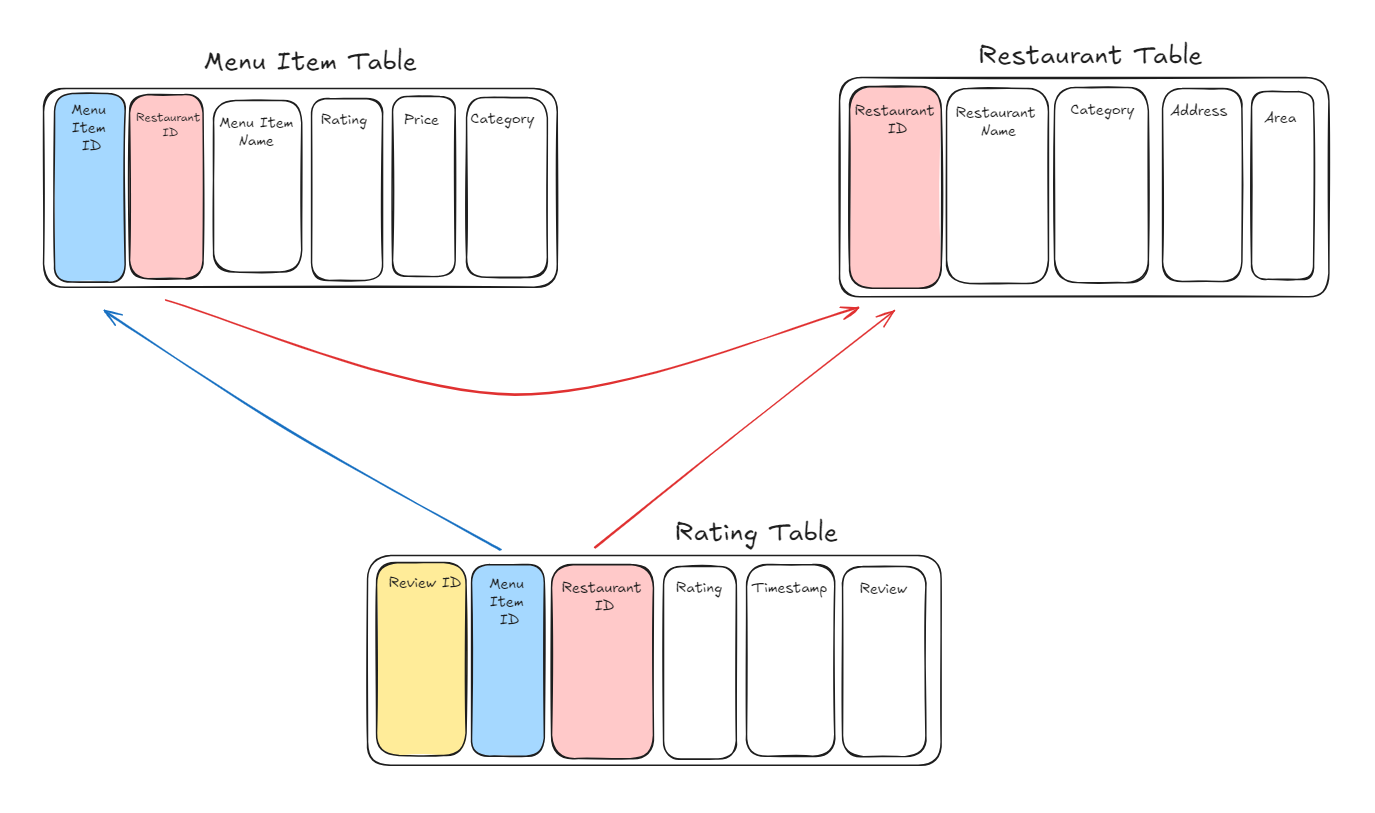 Menu Item Table
Menu
Item
ID
Restaurant
ID
Menu Item
Name
Rating
Price
Category
Restaurant Table
Restaurant
ID
Restaurant
Name
Category
Address
Area
Rating Table
Review ID
Menu
Item
ID
Restaurant
ID
Rating
Timestamp
Review